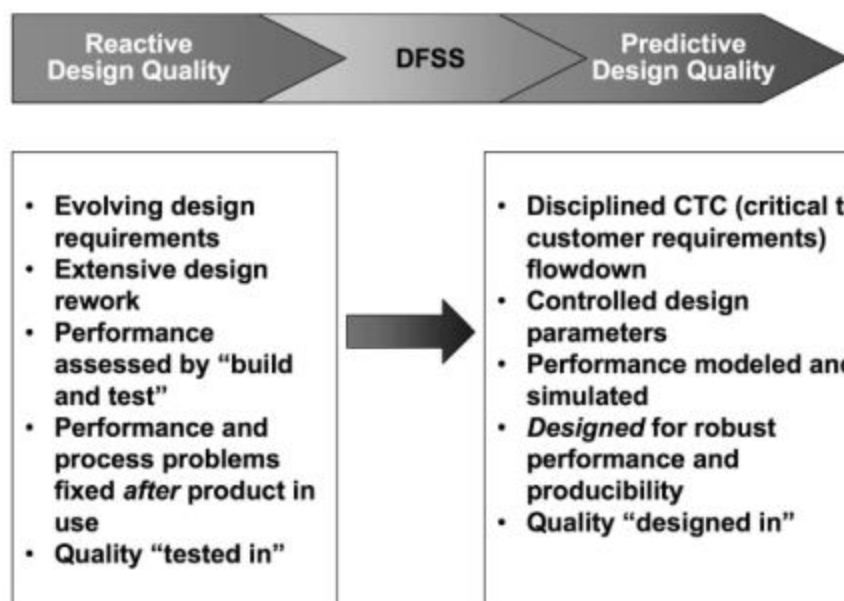 Reactive
Design Quality
DFSS
Predictive
Design Quality
• Evolving design
requirements
• Extensive design
rework
• Performance
assessed by “build
and test”
• Performance and
process problems
fixed after product in
use
• Quality “tested in”
• Disciplined CTC (critical t
customer requirements)
flowdown
• Controlled design
parameters
• Performance modeled an
simulated
• Designed for robust
performance and
producibility
• Quality “designed in”